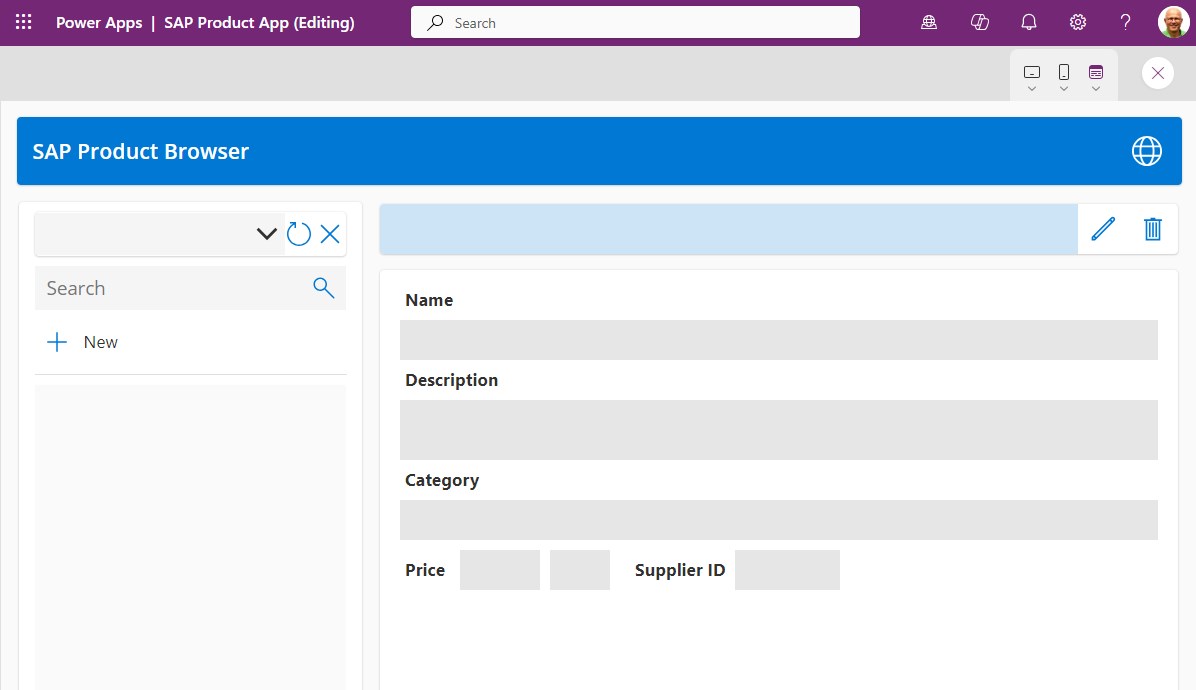 Power Apps | SAP Product App (Editing)
Search
SAP Product Browser
Search
New
Name
Description
Category
Price
Supplier ID